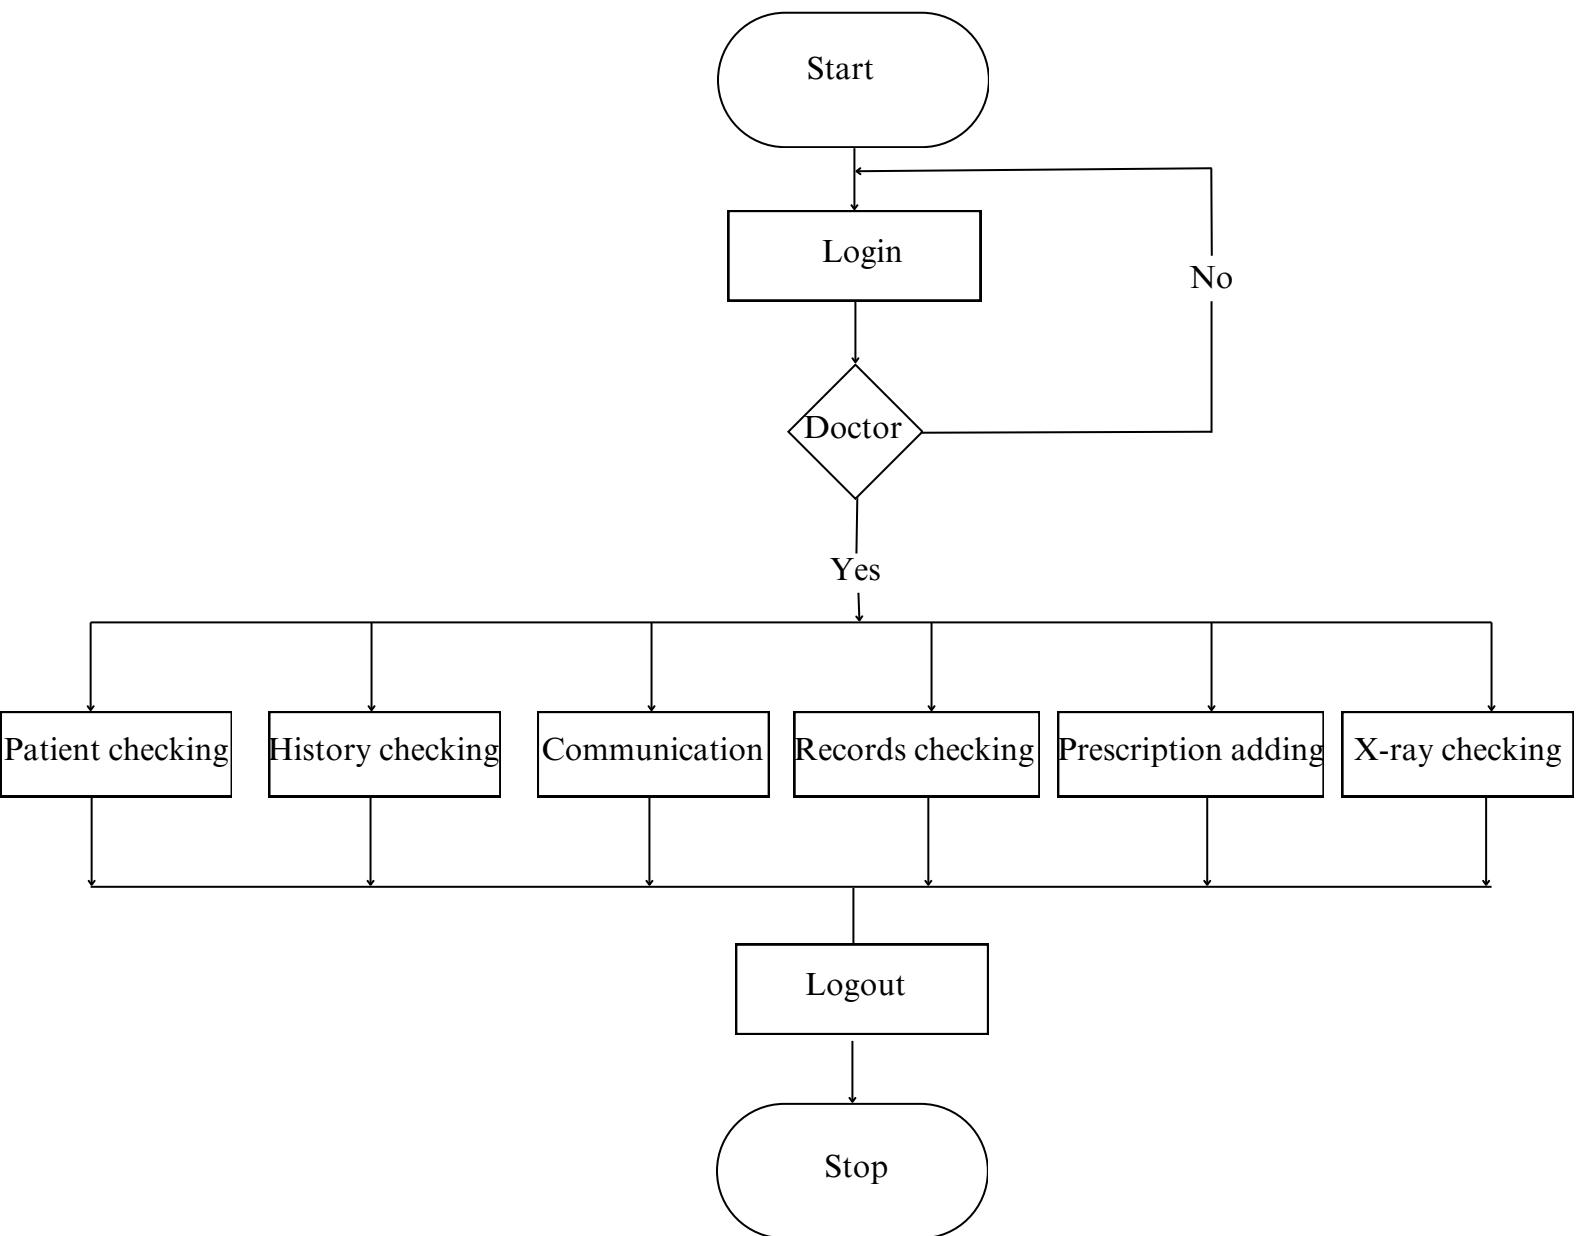 Start
Login
No
Doctor
Yes
Patient checking
History checking
Communication
Records checking
Prescription adding
X-ray checking
Logout
Stop